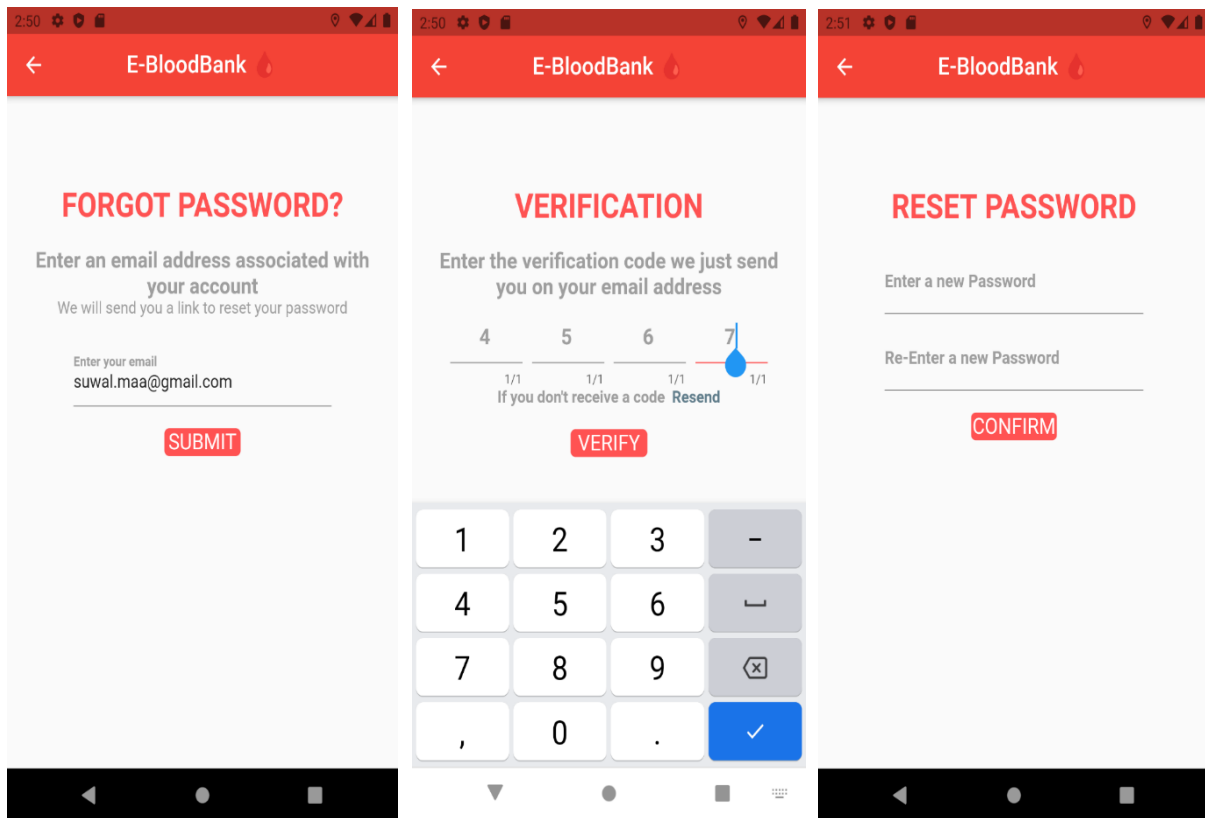 2:50
E-BloodBank
FORGOT PASSWORD?
Enter an email address associated with
your account
We will send you a link to reset your password
Enter your email
suwal.maa@gmail.com
SUBMIT
2:50
E-BloodBank
VERIFICATION
Enter the verification code we just send
you on your email address
4 5 6 7
1/1 1/1 1/1 1/1
If you don't receive a code Resend
VERIFY
1 2 3 -
4 5 6
7 8 9
, 0 .
2:51
E-BloodBank
RESET PASSWORD
Enter a new Password
Re-Enter a new Password
CONFIRM